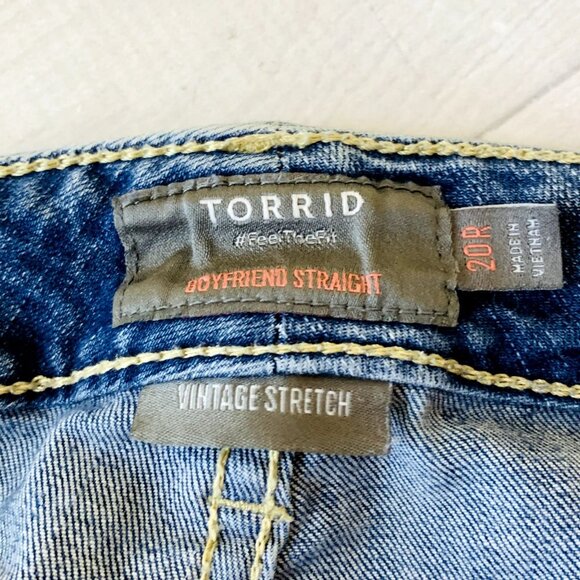 TORRID
#FeelTheFit
BOYFRIEND STRAIGHT
20R
MADE IN
VIETNAM
VINTAGE STRETCH